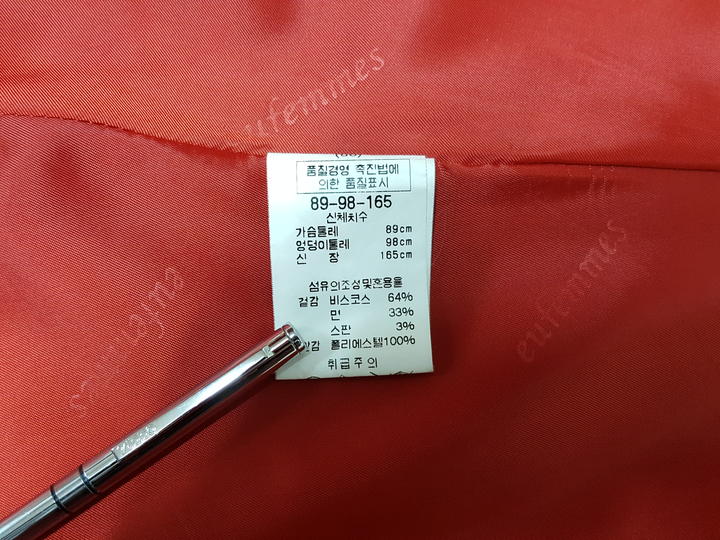 eufemmes
(66)
품질경영 촉진법에
의한 품질표시
89-98-165
신체치수
가슴둘레 89cm
엉덩이둘레 98cm
신 장 165cm
섬유의조성및혼용율
겉감 비스코스 64%
면 33%
스판 3%
안감 폴리에스텔100%
취급주의
eufemmes
eufemmes